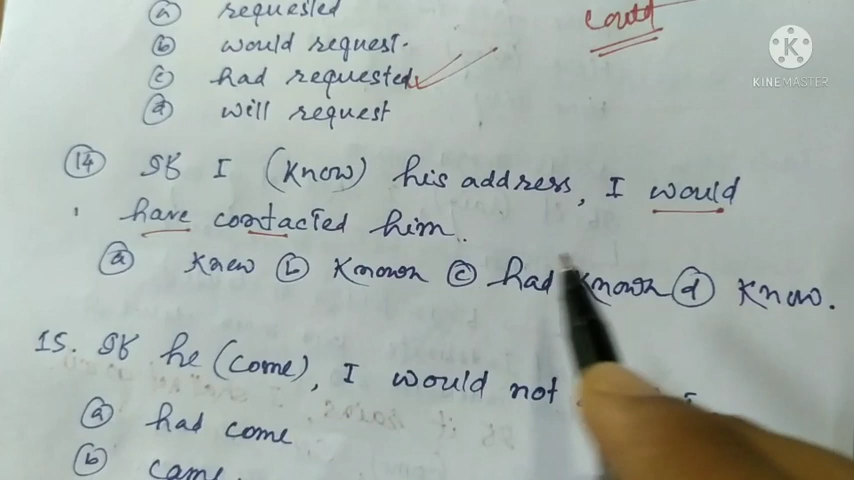 ⓐ requested
could
ⓑ would request.
ⓒ had requested
ⓓ will request
K
KINEMASTER
⑭ If I (know) his address, I would
have contacted him.
ⓐ knew ⓑ known ⓒ had known ⓓ know.
15. If he (come), I would not
ⓐ had come
ⓑ came.